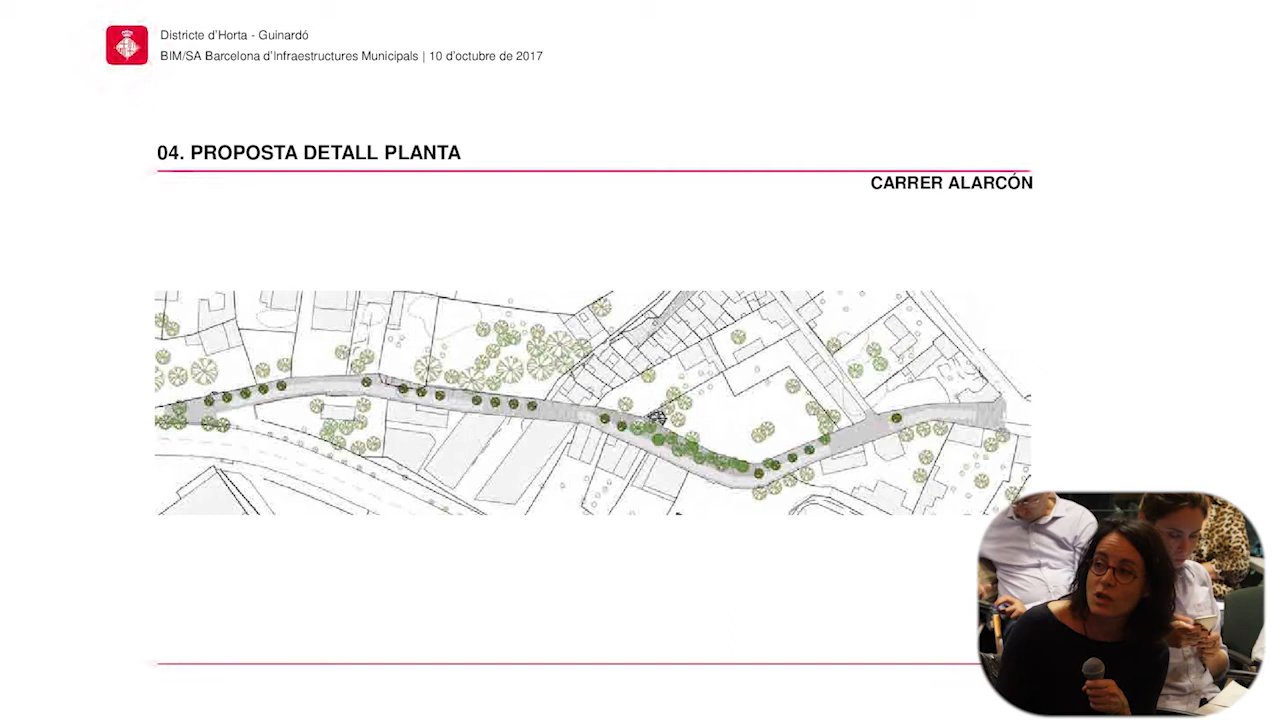 Districte d'Horta - Guinardó
BIM/SA Barcelona d'Infraestructures Municipals | 10 d'octubre de 2017
04. PROPOSTA DETALL PLANTA
CARRER ALARCÓN